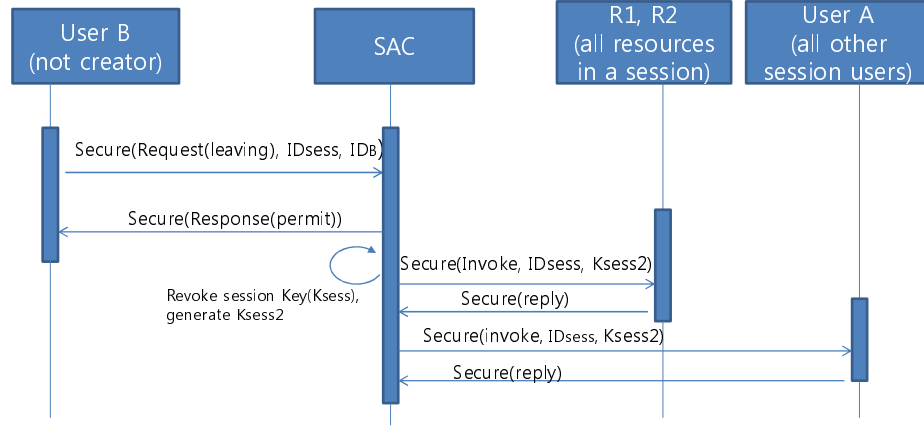 User B
(not creator)
SAC
R1, R2
(all resources
in a session)
User A
(all other
session users)
Secure(Request(leaving), IDsess, IDB)
Secure(Response(permit))
Secure(Invoke, IDsess, Ksess2)
Revoke session Key(Ksess),
generate Ksess2
Secure(reply)
Secure(invoke, IDsess, Ksess2)
Secure(reply)